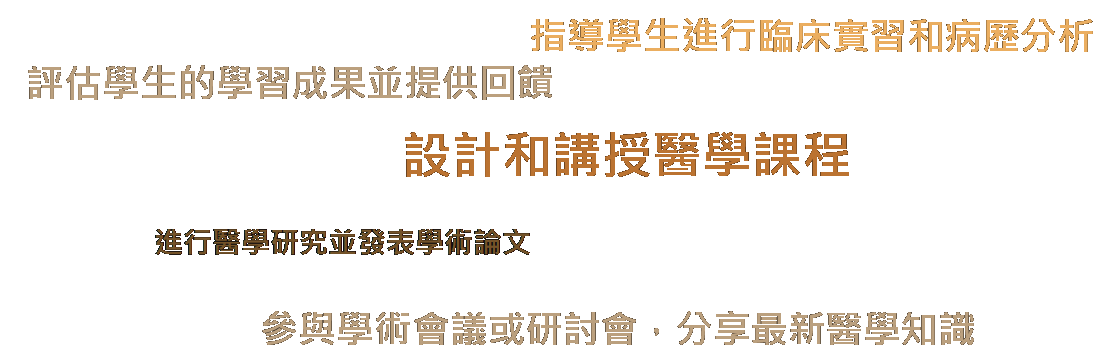 指導學生進行臨床實習和病歷分析
評估學生的學習成果並提供回饋
設計和講授醫學課程
進行醫學研究並發表學術論文
參與學術會議或研討會，分享最新醫學知識